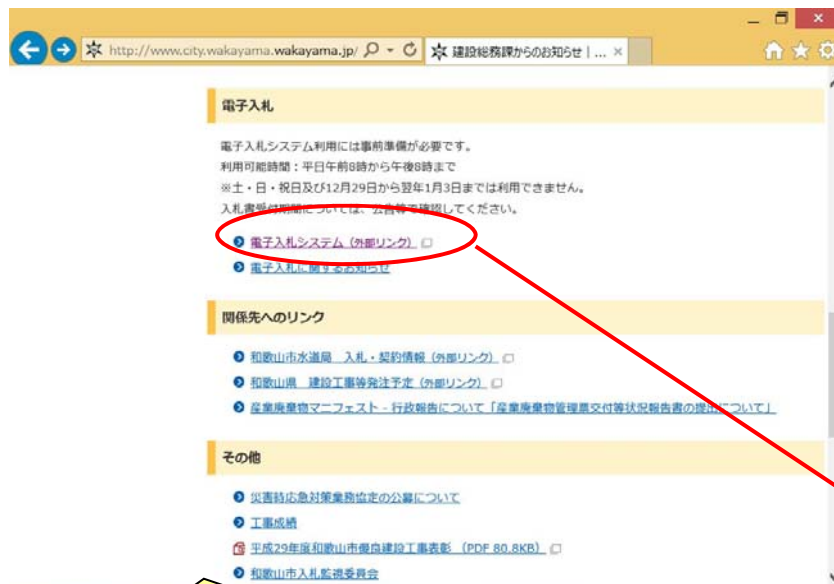 http://www.city.wakayama.wakayama.jp/
建設総務課からのお知らせ | ...
電子入札
電子入札システム利用には事前準備が必要です。
利用可能時間：平日午前8時から午後8時まで
※土・日・祝日及び12月29日から翌年1月3日までは利用できません。
入札書受付期間については、公告等で確認してください。
電子入札システム（外部リンク）
電子入札に関するお知らせ
関係先へのリンク
和歌山市水道局　入札・契約情報（外部リンク）
和歌山県　建設工事等発注予定（外部リンク）
産業廃棄物マニフェスト - 行政報告について「産業廃棄物管理票交付等状況報告書の提出について」
その他
災害時応急対策業務協定の公募について
工事成績
平成29年度和歌山市優良建設工事表彰 （PDF 80.8KB）
和歌山市入札監視委員会